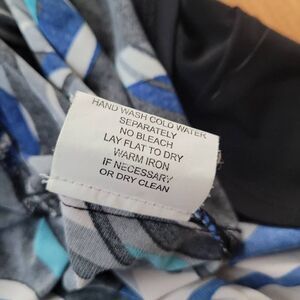 HAND WASH COLD WATER
SEPARATELY
NO BLEACH
LAY FLAT TO DRY
WARM IRON
IF NECESSARY
OR DRY CLEAN